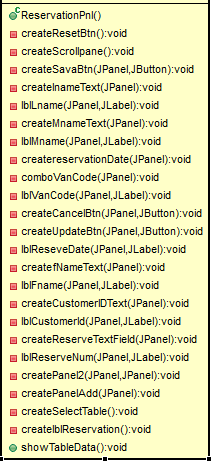 ReservationPnl()
createResetBtn():void
createScrollpane():void
createSavaBtn(JPanel,JButton):void
createlnameText(JPanel):void
lblLname(JPanel,JLabel):void
createMnameText(JPanel):void
lblMname(JPanel,JLabel):void
createreservationDate(JPanel):void
comboVanCode(JPanel):void
lblVanCode(JPanel,JLabel):void
createCancelBtn(JPanel,JButton):void
createUpdateBtn(JPanel,JButton):void
lblReseveDate(JPanel,JLabel):void
createfNameText(JPanel):void
lblFname(JPanel,JLabel):void
createCustomerIDText(JPanel):void
lblCustomerId(JPanel,JLabel):void
createReserveTextField(JPanel):void
lblReserveNum(JPanel,JLabel):void
createPanel2(JPanel,JPanel):void
createPanelAdd(JPanel):void
createSelectTable():void
createlblReservation():void
showTableData():void